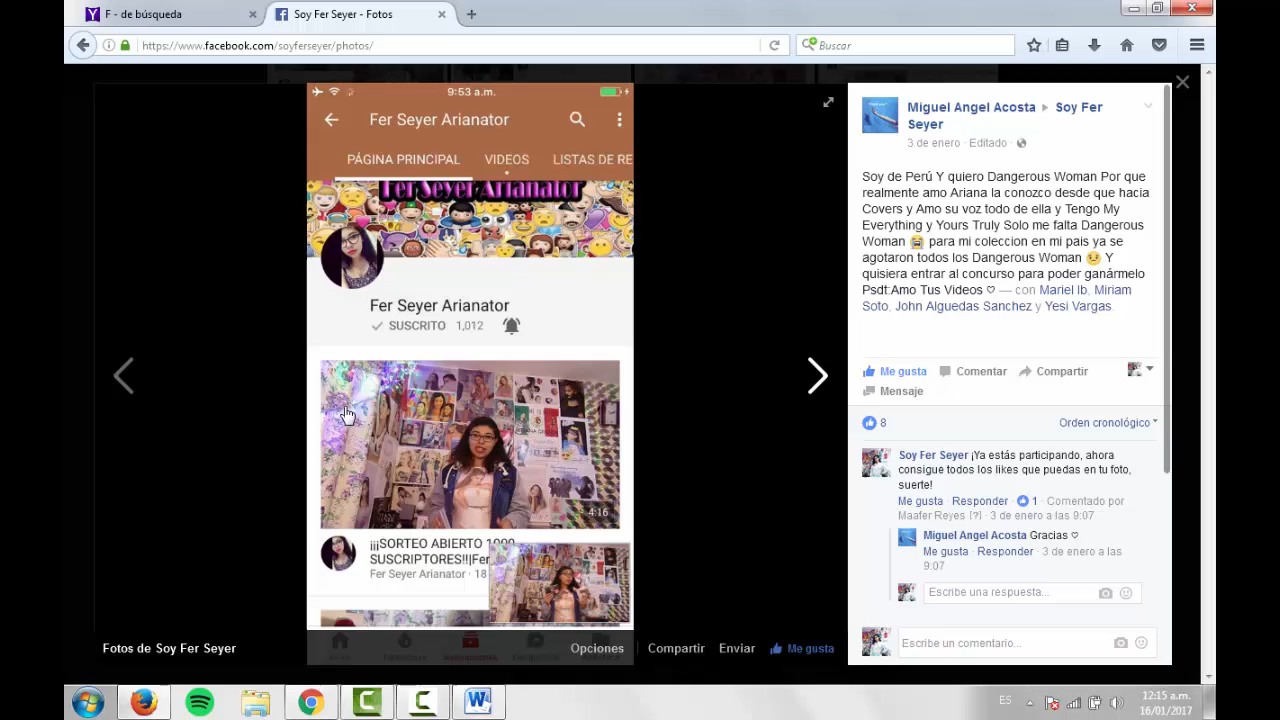 F - de búsqueda
Soy Fer Seyer - Fotos
https://www.facebook.com/soyferseyer/photos/
Buscar
9:53 a.m.
Fer Seyer Arianator
PÁGINA PRINCIPAL
VIDEOS
LISTAS DE RE
Fer Seyer Arianator
Fer Seyer Arianator
SUSCRITO 1,012
4:16
¡¡¡SORTEO ABIERTO 1000
SUSCRIPTORES!!|Fer
Fer Seyer Arianator · 18
Fotos de Soy Fer Seyer
Opciones
Compartir
Enviar
Me gusta
Miguel Angel Acosta ▸ Soy Fer
Seyer
3 de enero · Editado ·
Soy de Perú Y quiero Dangerous Woman Por que
realmente amo Ariana la conozco desde que hacia
Covers y Amo su voz todo de ella y Tengo My
Everything y Yours Truly Solo me falta Dangerous
Woman 😭 para mi coleccion en mi pais ya se
agotaron todos los Dangerous Woman 😢 Y
quisiera entrar al concurso para poder ganármelo
Psdt:Amo Tus Videos ♡ — con Mariel Ib, Miriam
Soto, John Alguedas Sanchez y Yesi Vargas.
Me gusta
Comentar
Compartir
Mensaje
8
Orden cronológico
Soy Fer Seyer ¡Ya estás participando, ahora
consigue todos los likes que puedas en tu foto,
suerte!
Me gusta · Responder · 1 · Comentado por
Maafer Reyes [?] · 3 de enero a las 9:07
Miguel Angel Acosta Gracias ♡
Me gusta · Responder · 3 de enero a las
9:07
Escribe una respuesta...
Escribe un comentario...
ES
12:15 a.m.
16/01/2017